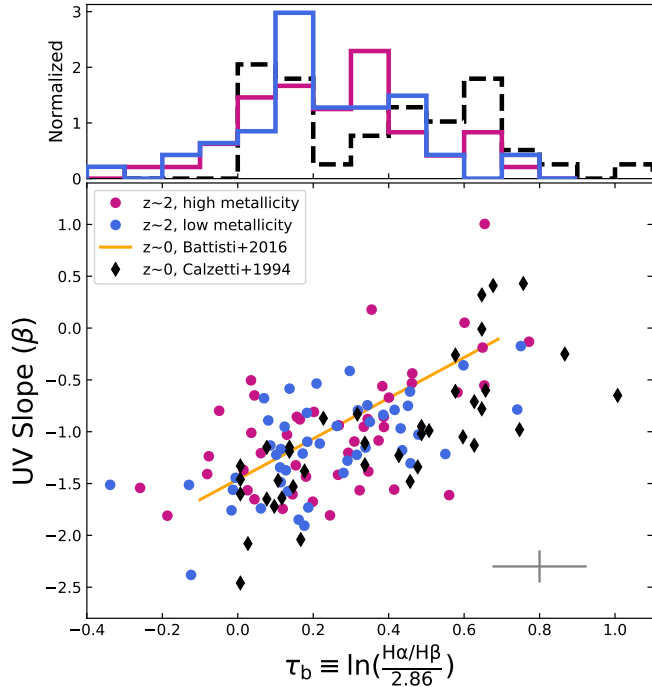 3
2
1
0
Normalized
z~2, high metallicity
z~2, low metallicity
z~0, Battisti+2016
z~0, Calzetti+1994
1.0
0.5
0.0
−0.5
−1.0
−1.5
−2.0
−2.5
UV Slope (β)
−0.4 −0.2 0.0 0.2 0.4 0.6 0.8 1.0
τb ≡ ln(Hα/Hβ / 2.86)